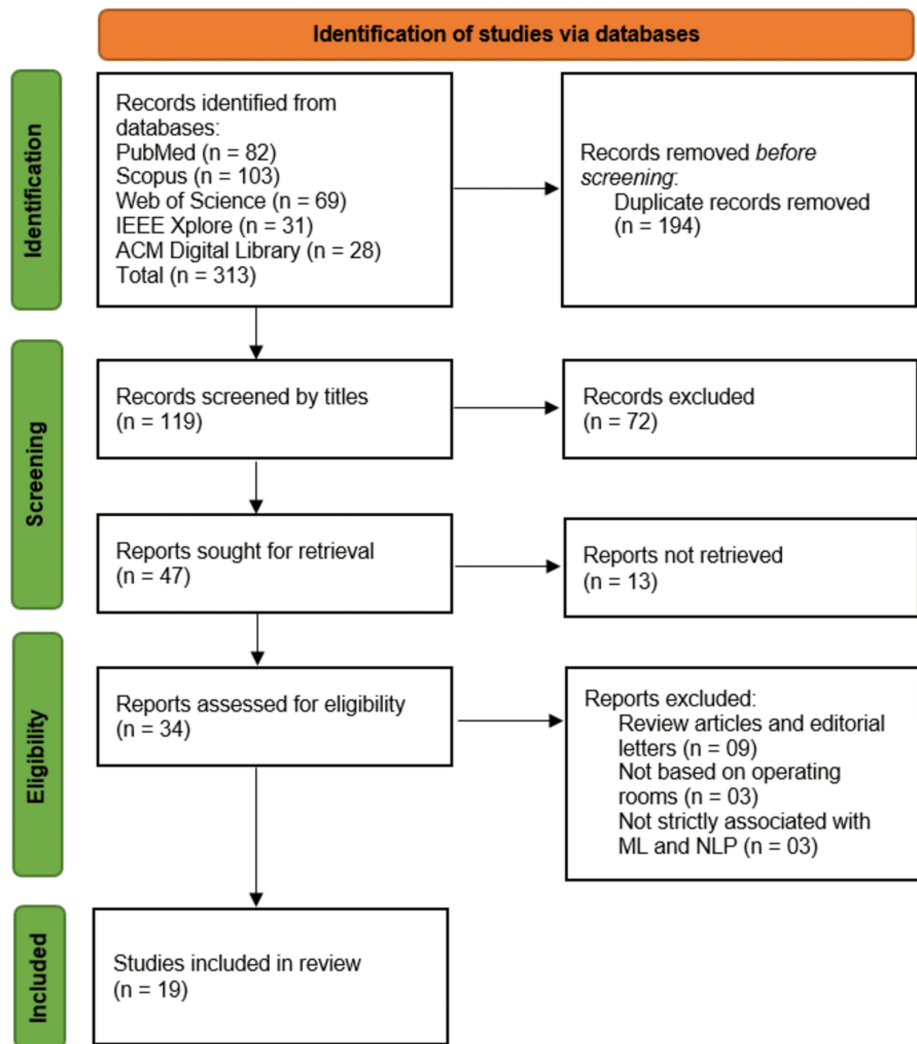 Identification of studies via databases
Identification
Records identified from
databases:
PubMed (n = 82)
Scopus (n = 103)
Web of Science (n = 69)
IEEE Xplore (n = 31)
ACM Digital Library (n = 28)
Total (n = 313)
Records removed before
screening:
Duplicate records removed
(n = 194)
Screening
Records screened by titles
(n = 119)
Records excluded
(n = 72)
Reports sought for retrieval
(n = 47)
Reports not retrieved
(n = 13)
Eligibility
Reports assessed for eligibility
(n = 34)
Reports excluded:
Review articles and editorial
letters (n = 09)
Not based on operating
rooms (n = 03)
Not strictly associated with
ML and NLP (n = 03)
Included
Studies included in review
(n = 19)